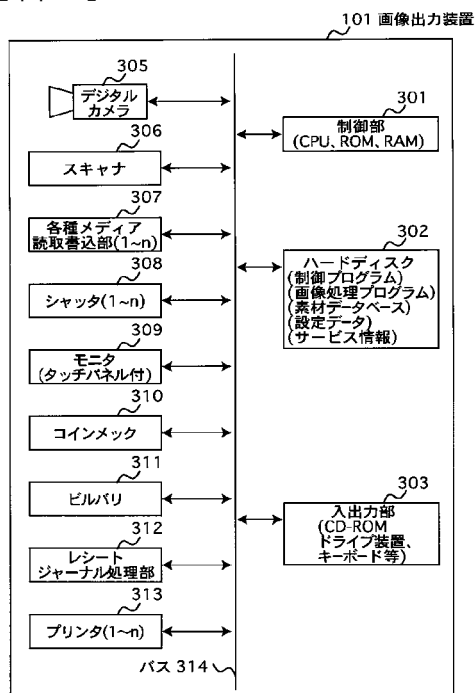 101 画像出力装置
305
デジタル
カメラ
306
スキャナ
307
各種メディア
読取書込部(1~n)
308
シャッタ(1~n)
309
モニタ
(タッチパネル付)
310
コインメック
311
ビルバリ
312
レシート
ジャーナル処理部
313
プリンタ(1~n)
バス 314
301
制御部
(CPU、ROM、RAM)
302
ハードディスク
(制御プログラム)
(画像処理プログラム)
(素材データベース)
(設定データ)
(サービス情報)
303
入出力部
(CD-ROM
ドライブ装置、
キーボード等)